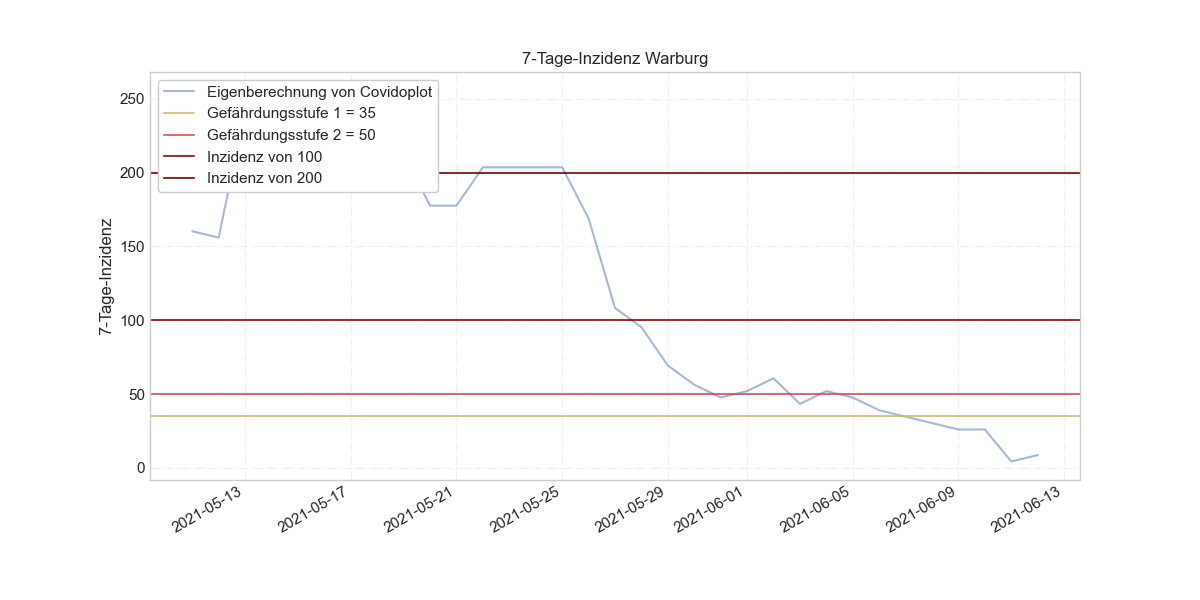 7-Tage-Inzidenz Warburg
Eigenberechnung von Covidoplot
Gefährdungsstufe 1 = 35
Gefährdungsstufe 2 = 50
Inzidenz von 100
Inzidenz von 200
7-Tage-Inzidenz
250
200
150
100
50
0
2021-05-13
2021-05-17
2021-05-21
2021-05-25
2021-05-29
2021-06-01
2021-06-05
2021-06-09
2021-06-13